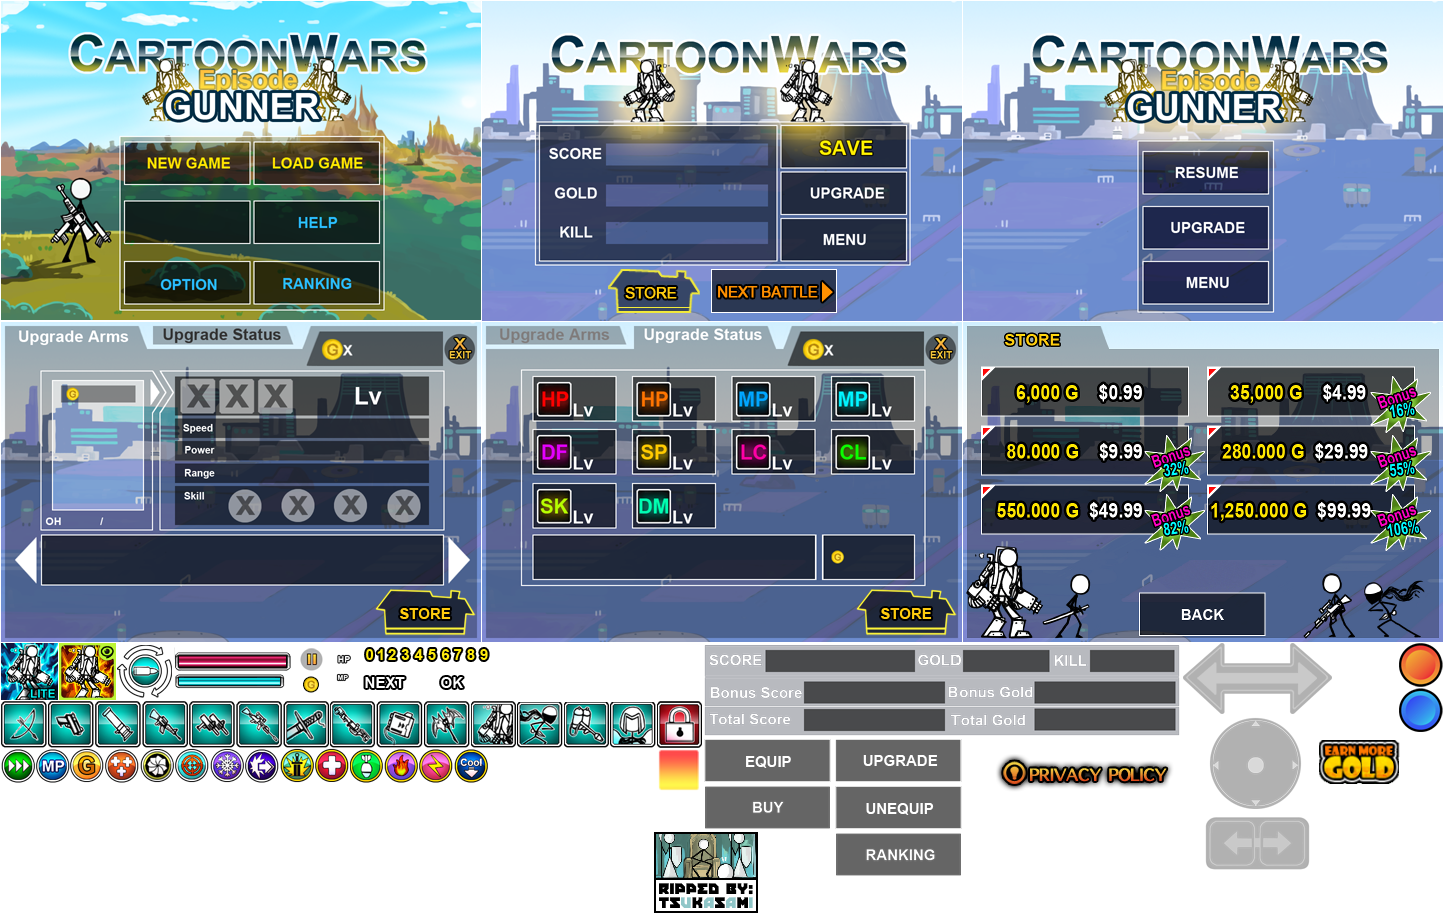 CARTOONWARS
Episode
GUNNER
NEW GAME
LOAD GAME
HELP
OPTION
RANKING
CARTOONWARS
SCORE
GOLD
KILL
SAVE
UPGRADE
MENU
STORE
NEXT BATTLE
CARTOONWARS
Episode
GUNNER
RESUME
UPGRADE
MENU
Upgrade Arms
Upgrade Status
G X
X
EXIT
G
X X X
Lv
Speed
Power
Range
Skill
X X X X
OH /
STORE
Upgrade Arms
Upgrade Status
G X
X
EXIT
HP Lv
HP Lv
MP Lv
MP Lv
DF Lv
SP Lv
LC Lv
CL Lv
SK Lv
DM Lv
G
STORE
STORE
6,000 G $0.99
35,000 G $4.99
Bonus
16%
80.000 G $9.99
Bonus
32%
280.000 G $29.99
Bonus
55%
550.000 G $49.99
Bonus
82%
1,250.000 G $99.99
Bonus
106%
BACK
LITE
HP
0123456789
G
MP
NEXT
OK
MP
G
Cool
SCORE
GOLD
KILL
Bonus Score
Bonus Gold
Total Score
Total Gold
EQUIP
UPGRADE
BUY
UNEQUIP
RANKING
PRIVACY POLICY
EARN MORE
GOLD
RIPPED BY:
TSUKASAMI